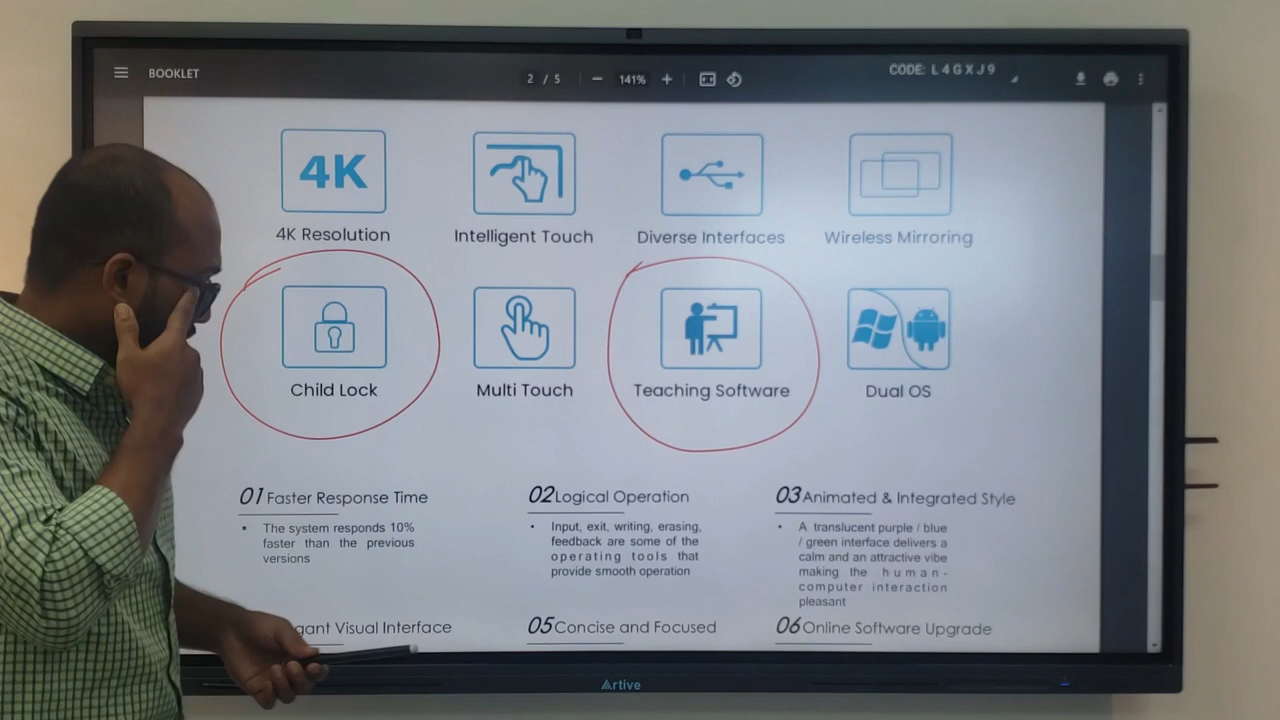 BOOKLET
2 / 5
141%
CODE: L4GXJ9
4K
4K Resolution
Intelligent Touch
Diverse Interfaces
Wireless Mirroring
Child Lock
Multi Touch
Teaching Software
Dual OS
01 Faster Response Time
The system responds 10%
faster than the previous
versions
02 Logical Operation
Input, exit, writing, erasing,
feedback are some of the
operating tools that
provide smooth operation
03 Animated & Integrated Style
A translucent purple / blue
/ green interface delivers a
calm and an attractive vibe
making the human-
computer interaction
pleasant
gant Visual Interface
05 Concise and Focused
06 Online Software Upgrade
Artive